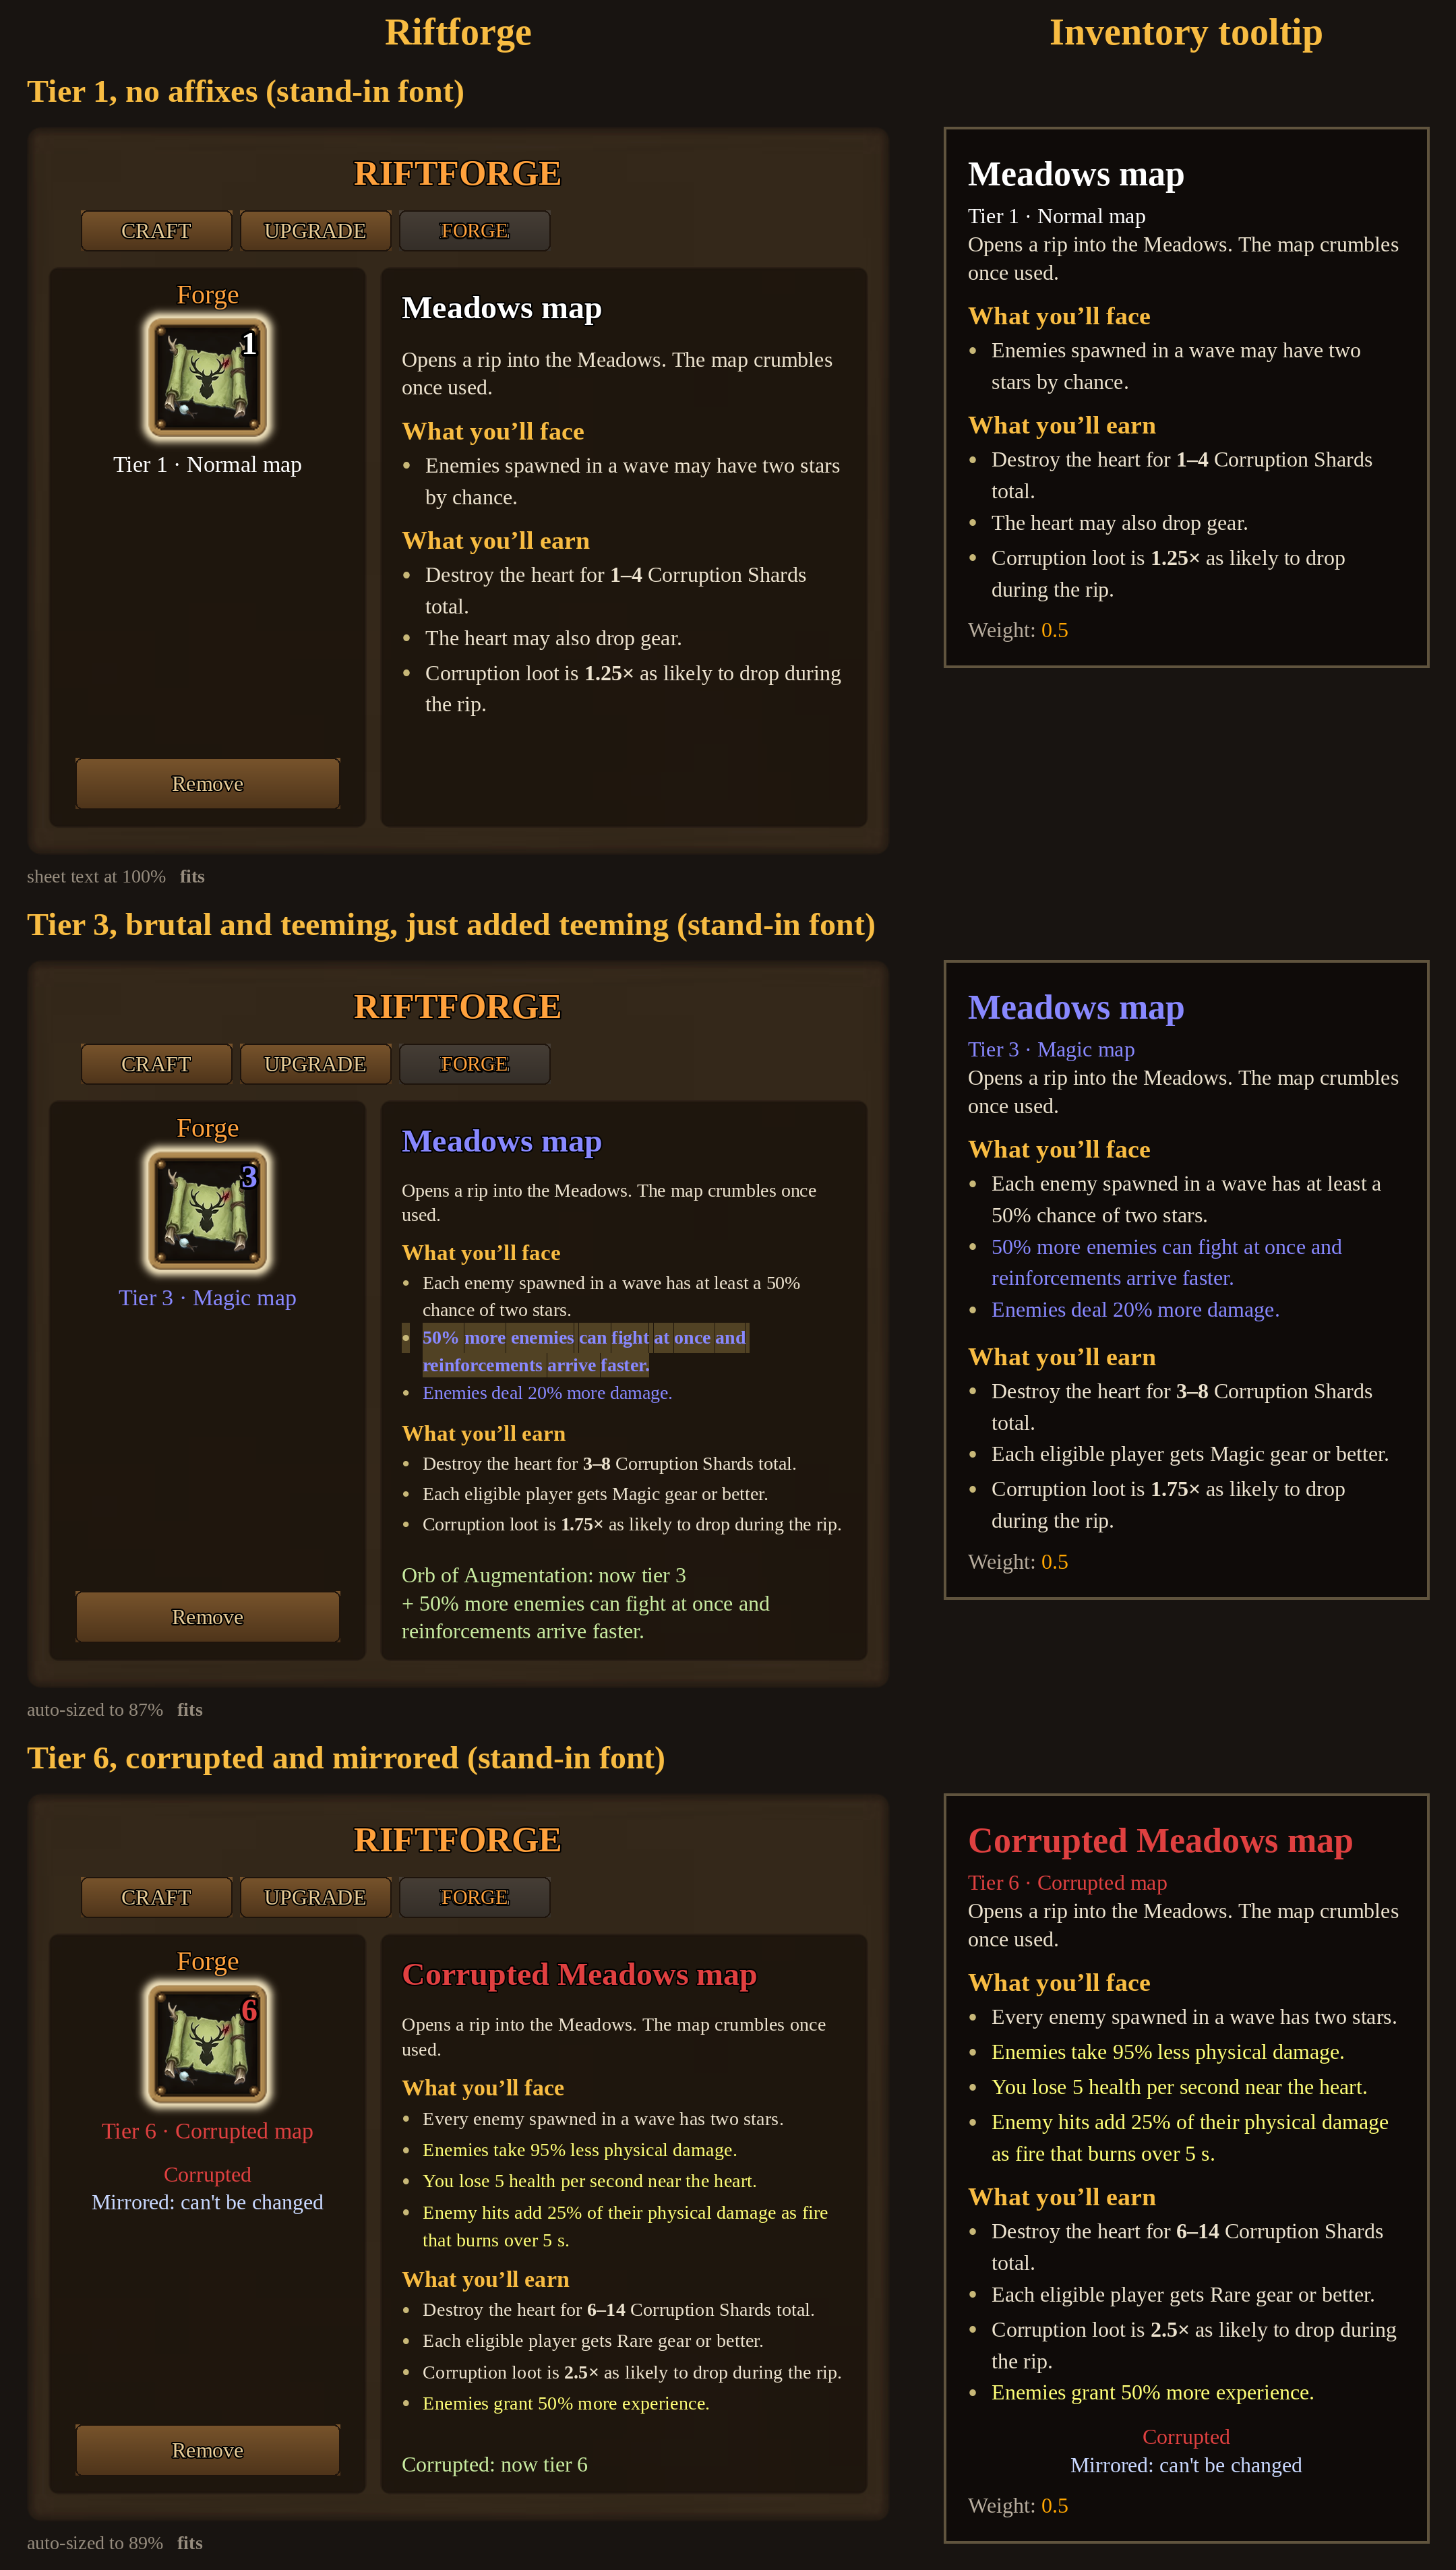 Riftforge
Inventory tooltip
Tier 1, no affixes (stand-in font)
RIFTFORGE
CRAFT
UPGRADE
FORGE
Forge
1
Tier 1 · Normal map
Remove
Meadows map
Opens a rip into the Meadows. The map crumbles
once used.
What you’ll face
• Enemies spawned in a wave may have two stars
by chance.
What you’ll earn
• Destroy the heart for 1–4 Corruption Shards
total.
• The heart may also drop gear.
• Corruption loot is 1.25× as likely to drop during
the rip.
sheet text at 100% fits
Meadows map
Tier 1 · Normal map
Opens a rip into the Meadows. The map crumbles
once used.
What you’ll face
• Enemies spawned in a wave may have two
stars by chance.
What you’ll earn
• Destroy the heart for 1–4 Corruption Shards
total.
• The heart may also drop gear.
• Corruption loot is 1.25× as likely to drop
during the rip.
Weight: 0.5
Tier 3, brutal and teeming, just added teeming (stand-in font)
RIFTFORGE
CRAFT
UPGRADE
FORGE
Forge
3
Tier 3 · Magic map
Remove
Meadows map
Opens a rip into the Meadows. The map crumbles once
used.
What you’ll face
• Each enemy spawned in a wave has at least a 50%
chance of two stars.
• 50% more enemies can fight at once and
reinforcements arrive faster.
• Enemies deal 20% more damage.
What you’ll earn
• Destroy the heart for 3–8 Corruption Shards total.
• Each eligible player gets Magic gear or better.
• Corruption loot is 1.75× as likely to drop during the rip.
Orb of Augmentation: now tier 3
+ 50% more enemies can fight at once and
reinforcements arrive faster.
auto-sized to 87% fits
Meadows map
Tier 3 · Magic map
Opens a rip into the Meadows. The map crumbles
once used.
What you’ll face
• Each enemy spawned in a wave has at least a
50% chance of two stars.
• 50% more enemies can fight at once and
reinforcements arrive faster.
• Enemies deal 20% more damage.
What you’ll earn
• Destroy the heart for 3–8 Corruption Shards
total.
• Each eligible player gets Magic gear or better.
• Corruption loot is 1.75× as likely to drop
during the rip.
Weight: 0.5
Tier 6, corrupted and mirrored (stand-in font)
RIFTFORGE
CRAFT
UPGRADE
FORGE
Forge
6
Tier 6 · Corrupted map
Corrupted
Mirrored: can't be changed
Remove
Corrupted Meadows map
Opens a rip into the Meadows. The map crumbles once
used.
What you’ll face
• Every enemy spawned in a wave has two stars.
• Enemies take 95% less physical damage.
• You lose 5 health per second near the heart.
• Enemy hits add 25% of their physical damage as fire
that burns over 5 s.
What you’ll earn
• Destroy the heart for 6–14 Corruption Shards total.
• Each eligible player gets Rare gear or better.
• Corruption loot is 2.5× as likely to drop during the rip.
• Enemies grant 50% more experience.
Corrupted: now tier 6
auto-sized to 89% fits
Corrupted Meadows map
Tier 6 · Corrupted map
Opens a rip into the Meadows. The map crumbles
once used.
What you’ll face
• Every enemy spawned in a wave has two stars.
• Enemies take 95% less physical damage.
• You lose 5 health per second near the heart.
• Enemy hits add 25% of their physical damage
as fire that burns over 5 s.
What you’ll earn
• Destroy the heart for 6–14 Corruption Shards
total.
• Each eligible player gets Rare gear or better.
• Corruption loot is 2.5× as likely to drop during
the rip.
• Enemies grant 50% more experience.
Corrupted
Mirrored: can't be changed
Weight: 0.5